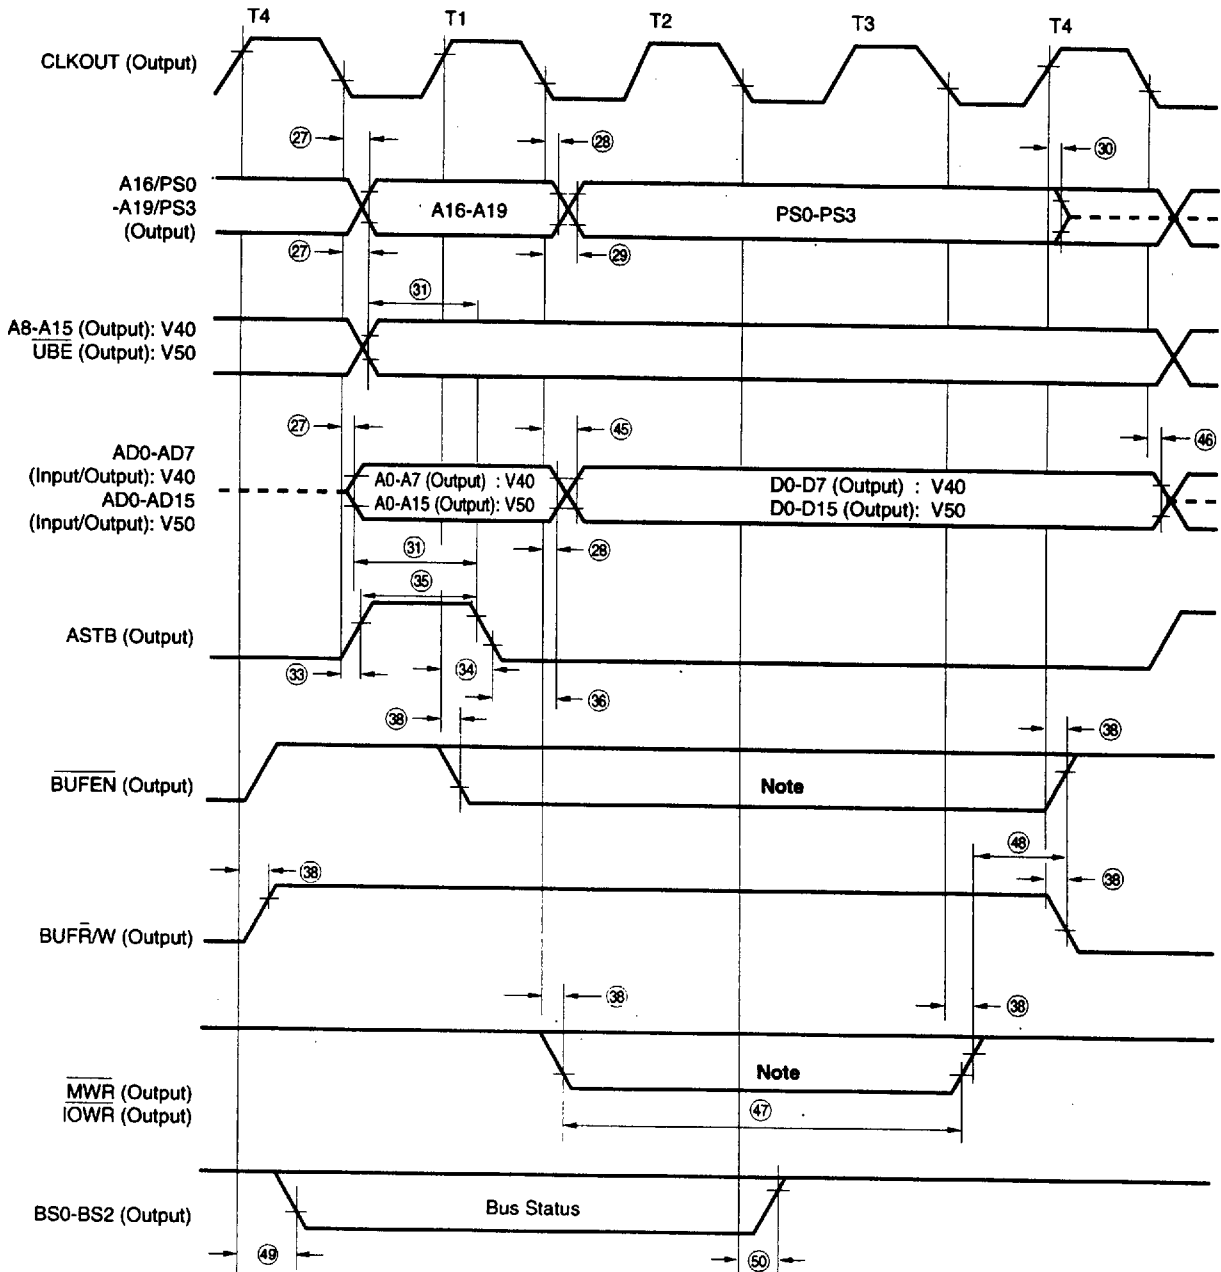 T4 T1 T2 T3 T4
CLKOUT (Output)
㉗ ㉘ ㉚
A16/PS0
-A19/PS3
(Output)
A16-A19 PS0-PS3
㉗ ㉙
㉛
A8-A15 (Output): V40
UBE (Output): V50
㉗ ㊺ ㊻
AD0-AD7
(Input/Output): V40
AD0-AD15
(Input/Output): V50
A0-A7 (Output) : V40
A0-A15 (Output): V50
D0-D7 (Output) : V40
D0-D15 (Output): V50
㉛ ㉘
㉟
ASTB (Output)
㉝ ㉞
㊱
㊳ ㊳
BUFEN (Output)
Note
㊽
㊳ ㊳
BUFR̅/W (Output)
㊳ ㊳
MWR (Output)
IOWR (Output)
Note
㊼
BS0-BS2 (Output)
Bus Status
㊾ ㊿